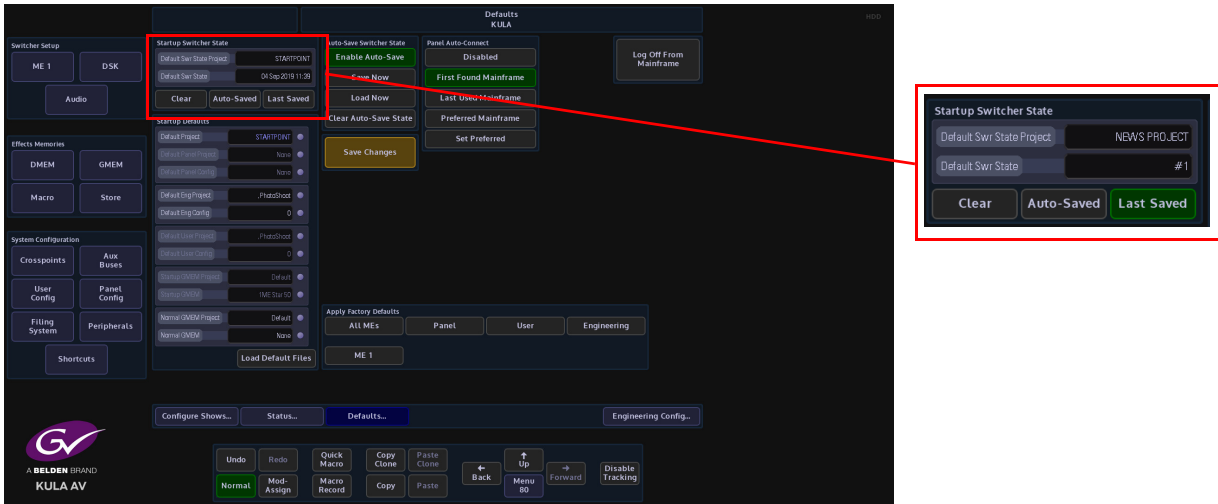 Defaults
KULA
HDD
Switcher Setup
ME 1
DSK
Audio
Effects Memories
DMEM
GMEM
Macro
Store
System Configuration
Crosspoints
Aux
Buses
User
Config
Panel
Config
Filing
System
Peripherals
Shortcuts
Startup Switcher State
Default Swr State Project
STARTPOINT
Default Swr State
04 Sep 2019 11:39
Clear
Auto-Saved
Last Saved
Startup Defaults
Default Project
STARTPOINT
Default Panel Project
None
Default Panel Config
None
Default Eng Project
.PhotoShoot
Default Eng Config
0
Default User Project
.PhotoShoot
Default User Config
0
Startup GMEM Project
Default
Startup GMEM
1ME Star 50
Normal GMEM Project
Default
Normal GMEM
None
Load Default Files
Auto-Save Switcher State
Enable Auto-Save
Save Now
Load Now
Clear Auto-Save State
Save Changes
Panel Auto-Connect
Disabled
First Found Mainframe
Last Used Mainframe
Preferred Mainframe
Set Preferred
Log Off From
Mainframe
Apply Factory Defaults
All MEs
Panel
User
Engineering
ME 1
Configure Shows...
Status...
Defaults...
Engineering Config...
Undo
Redo
Normal
Mod-
Assign
Quick
Macro
Macro
Record
Copy
Clone
Paste
Clone
Copy
Paste
Back
Up
Menu
80
Forward
Disable
Tracking
GV
A BELDEN BRAND
KULA AV
Startup Switcher State
Default Swr State Project
NEWS PROJECT
Default Swr State
#1
Clear
Auto-Saved
Last Saved